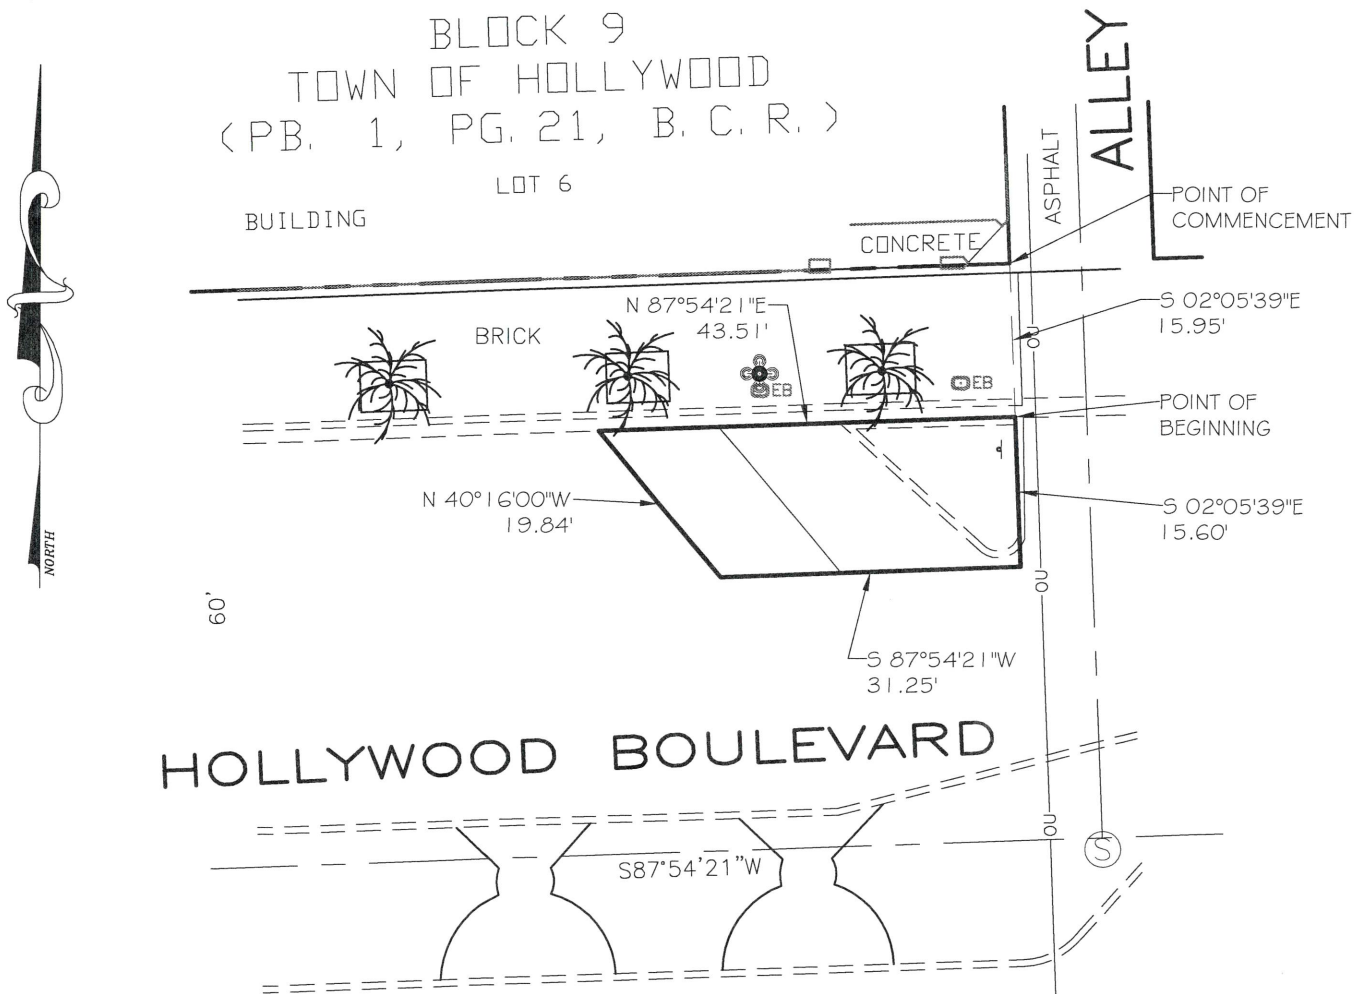 BLOCK 9
TOWN OF HOLLYWOOD
(PB. 1, PG. 21, B. C. R. )
LOT 6
BUILDING
CONCRETE
ASPHALT
ALLEY
POINT OF
COMMENCEMENT
N 87°54'21"E
43.51'
S 02°05'39"E
15.95'
BRICK
OU
EB
EB
POINT OF
BEGINNING
N 40°16'00"W
19.84'
S 02°05'39"E
15.60'
NORTH
OU
60'
S 87°54'21"W
31.25'
HOLLYWOOD BOULEVARD
OU
S87°54'21"W
S